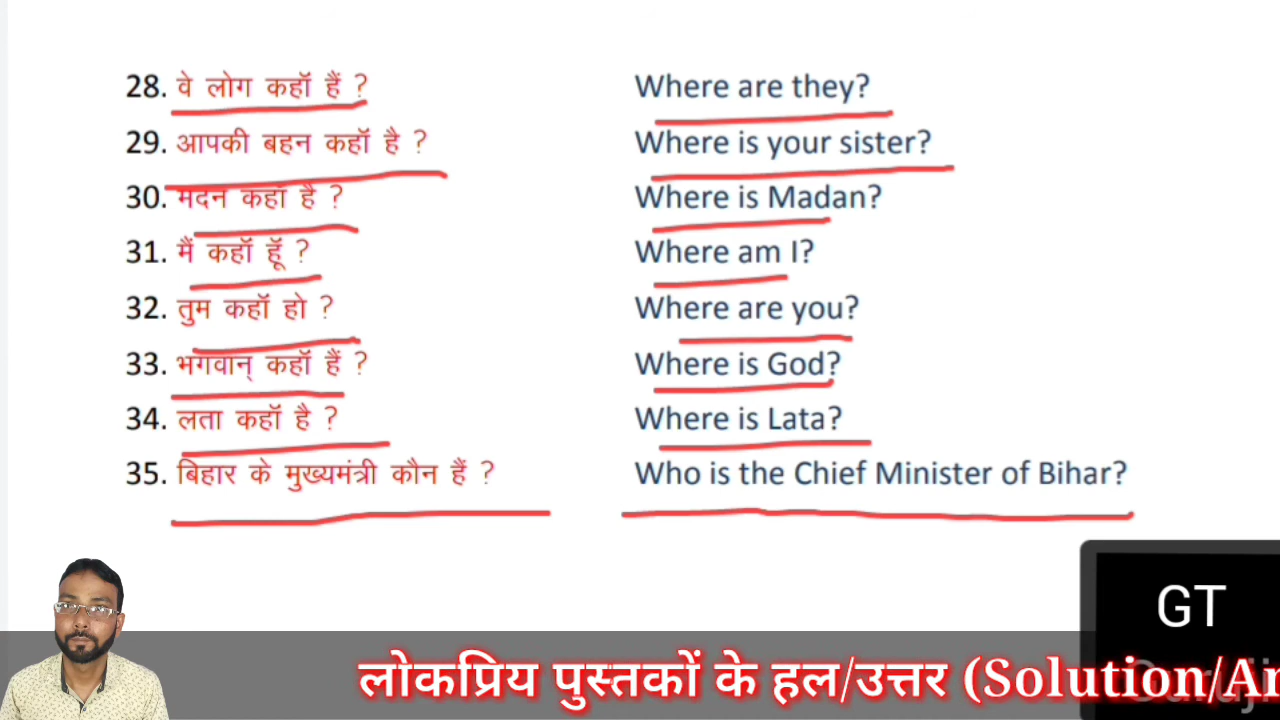 28. वे लोग कहॉ हैं ? Where are they?
29. आपकी बहन कहॉ है ? Where is your sister?
30. मदन कहॉ है ? Where is Madan?
31. मैं कहॉ हूॅं ? Where am I?
32. तुम कहॉ हो ? Where are you?
33. भगवान् कहॉ हैं ? Where is God?
34. लता कहॉ है ? Where is Lata?
35. बिहार के मुख्यमंत्री कौन हैं ? Who is the Chief Minister of Bihar?
GT
लोकप्रिय पुस्तकों के हल/उत्तर (Solution/